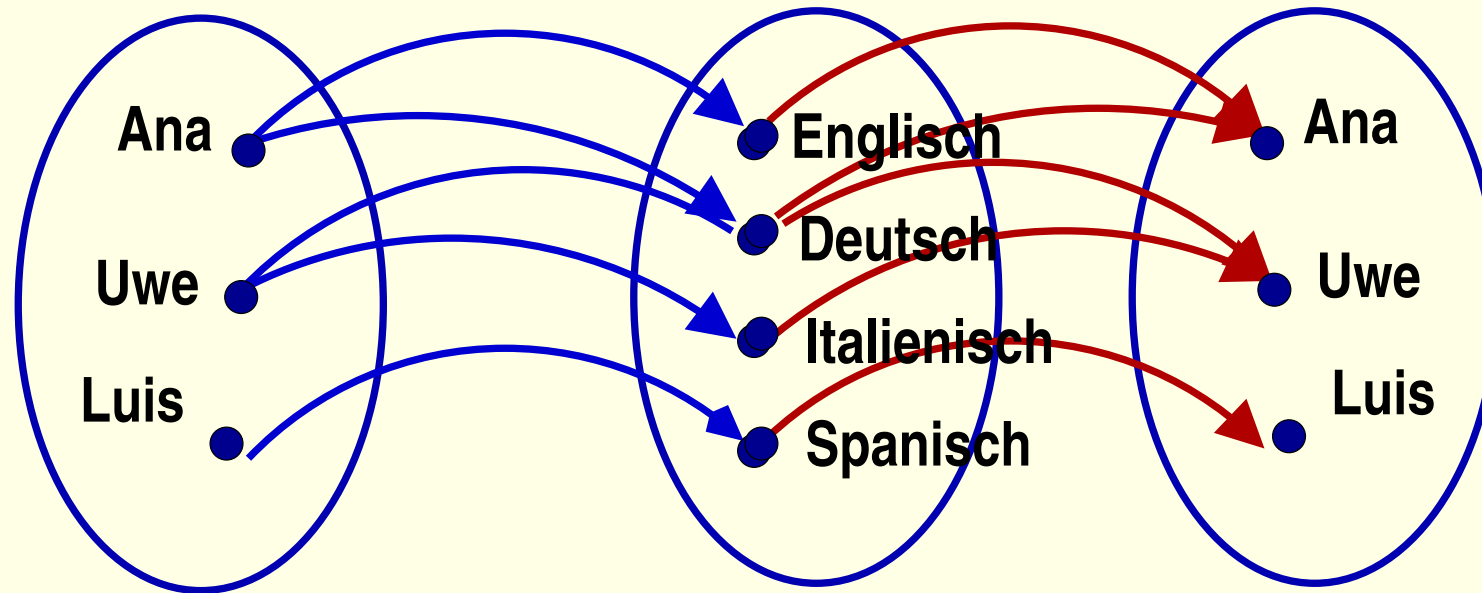 Ana
Uwe
Luis
Englisch
Deutsch
Italienisch
Spanisch
Ana
Uwe
Luis